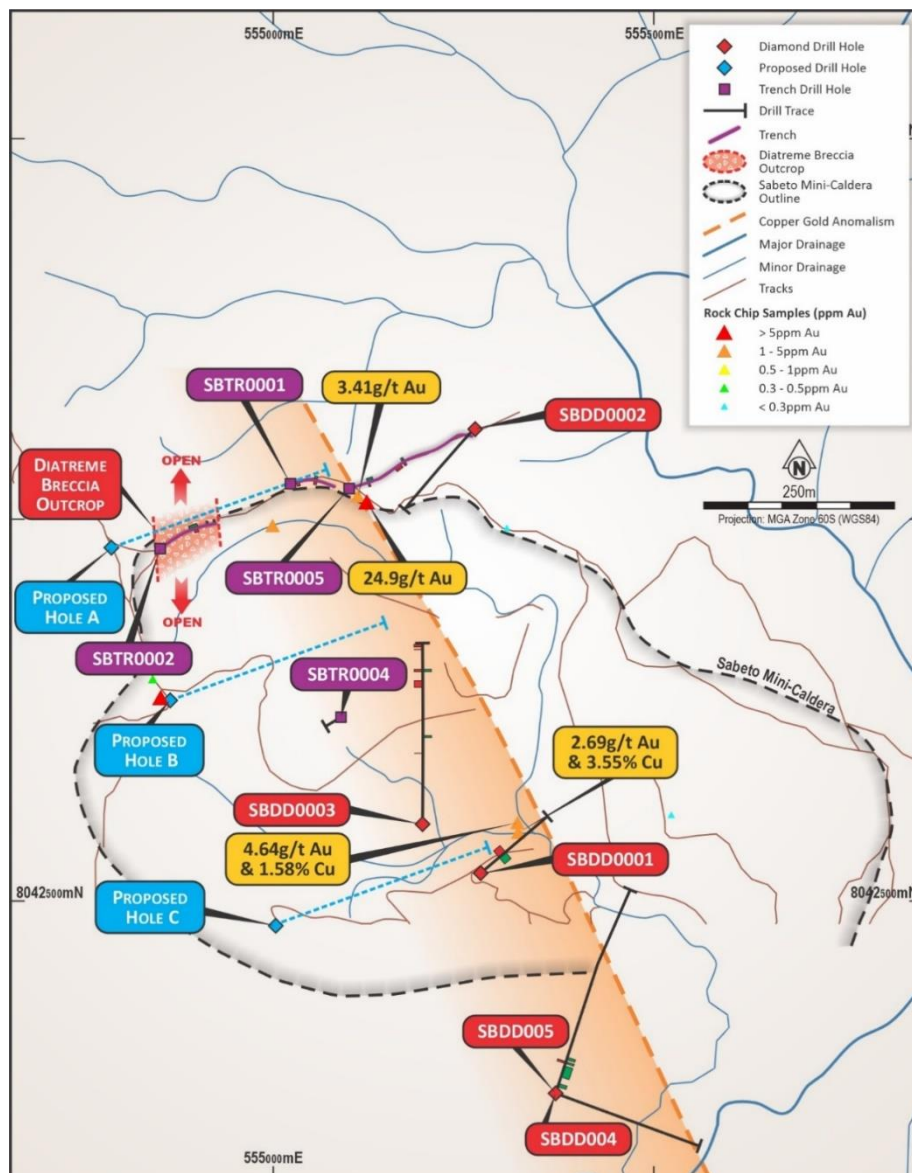 555000mE
555500mE
Diamond Drill Hole
Proposed Drill Hole
Trench Drill Hole
Drill Trace
Trench
Diatreme Breccia
Outcrop
Sabeto Mini-Caldera
Outline
Copper Gold Anomalism
Major Drainage
Minor Drainage
Tracks
Rock Chip Samples (ppm Au)
> 5ppm Au
1 - 5ppm Au
0.5 - 1ppm Au
0.3 - 0.5ppm Au
< 0.3ppm Au
N
250m
Projection: MGA Zone 60S (WGS84)
SBTR0001
3.41g/t Au
SBDD0002
DIATREME
BRECCIA
OUTCROP
OPEN
SBTR0005
24.9g/t Au
PROPOSED
HOLE A
OPEN
SBTR0002
SBTR0004
Sabeto Mini-Caldera
PROPOSED
HOLE B
2.69g/t Au
& 3.55% Cu
SBDD0003
4.64g/t Au
& 1.58% Cu
SBDD0001
8042500mN
8042500mN
PROPOSED
HOLE C
SBDD005
SBDD004
555000mE